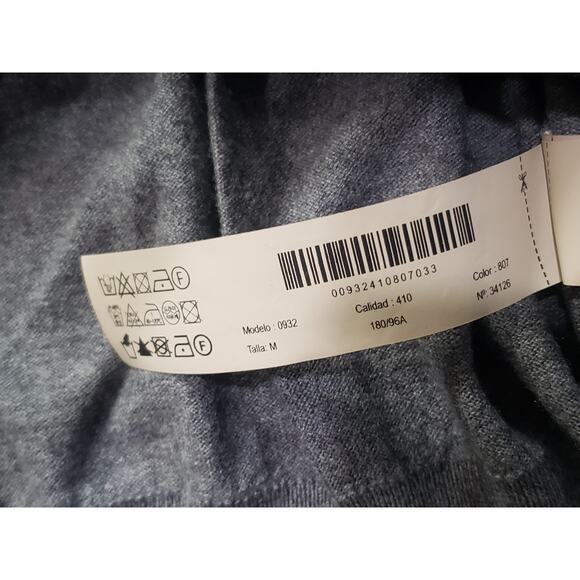 00932410807033
Modelo : 0932
Calidad : 410
Color : 807
Talla: M
180/96A
Nº: 34126
F
F
F